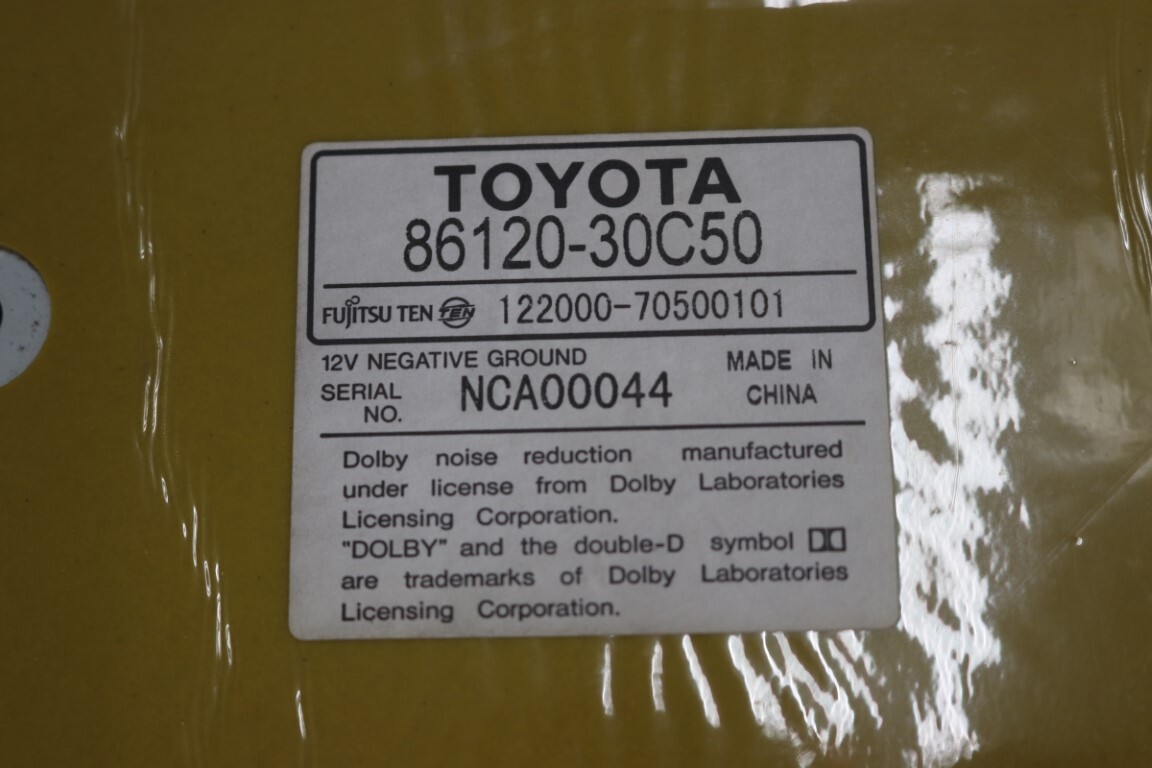 TOYOTA
86120-30C50
FUJITSU TEN TEN 122000-70500101
12V NEGATIVE GROUND
SERIAL NO. NCA00044
MADE IN
CHINA
Dolby noise reduction manufactured
under license from Dolby Laboratories
Licensing Corporation.
"DOLBY" and the double-D symbol
are trademarks of Dolby Laboratories
Licensing Corporation.